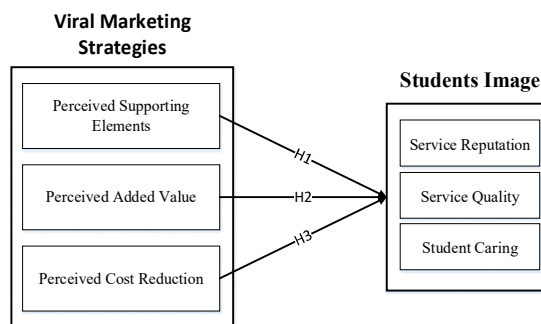 Viral Marketing
Strategies
Perceived Supporting
Elements
Perceived Added Value
Perceived Cost Reduction
H1
H2
H3
Students Image
Service Reputation
Service Quality
Student Caring